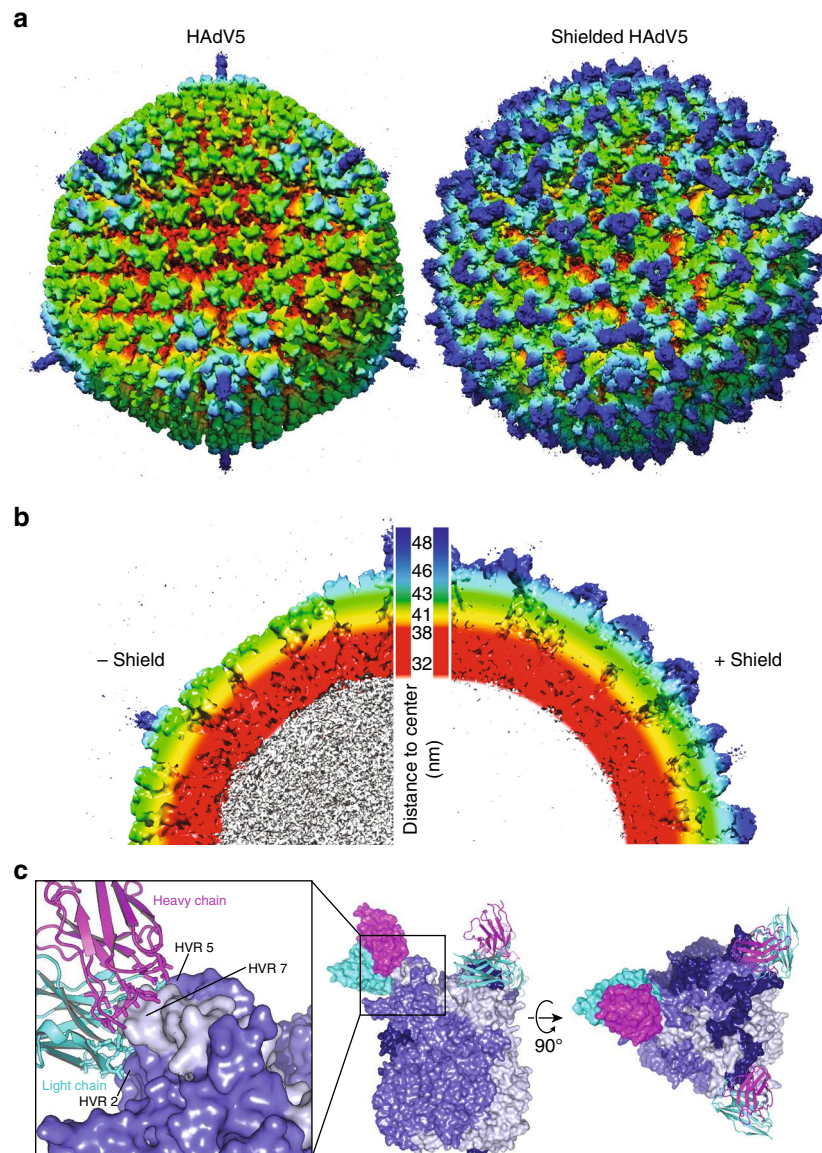 a
HAdV5
Shielded HAdV5
b
48
46
43
41
38
32
– Shield
+ Shield
Distance to center
(nm)
c
Heavy chain
HVR 5
HVR 7
Light chain
HVR 2
90°